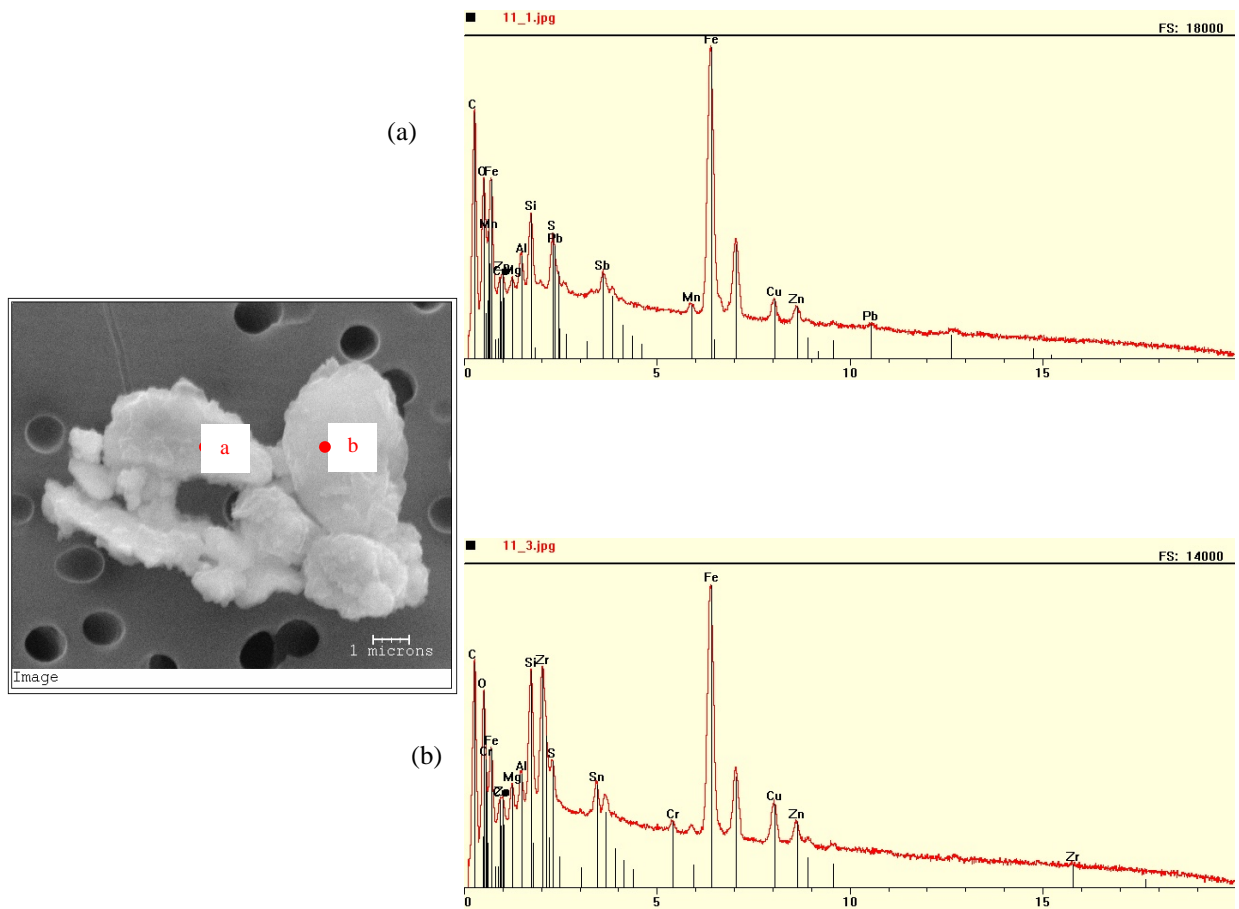 11_1.jpg
FS: 18000
(a)
Fe
C
O Fe
Mn
Si
S
Pb
Al
Zn
Mg
Sb
Mn
Cu
Zn
Pb
0 5 10 15
a
b
1 microns
Image
11_3.jpg
FS: 14000
(b)
Fe
C
O
Si Zr
Fe
Cr
S
Al
Mg
Sn
Cr
Cu
Zn
Zr
0 5 10 15